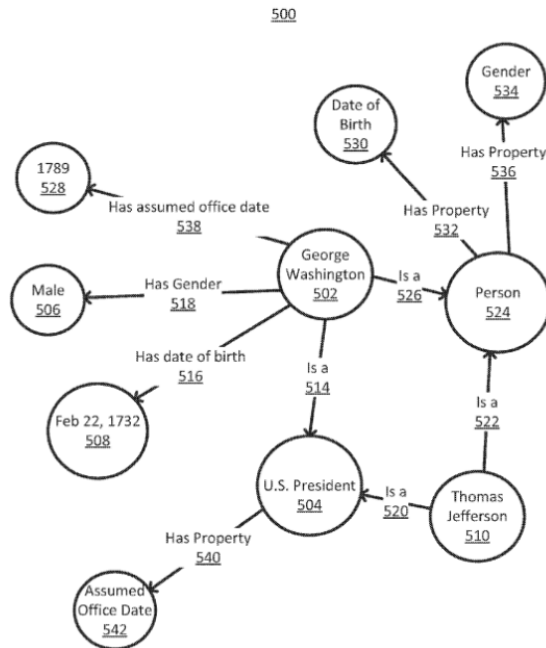 500
Gender
534
Date of
Birth
530
Has Property
536
1789
528
Has Property
532
Has assumed office date
538
George
Washington
502
Is a
526
Person
524
Male
506
Has Gender
518
Has date of birth
516
Is a
514
Feb 22, 1732
508
Is a
522
U.S. President
504
Is a
520
Thomas
Jefferson
510
Has Property
540
Assumed
Office Date
542